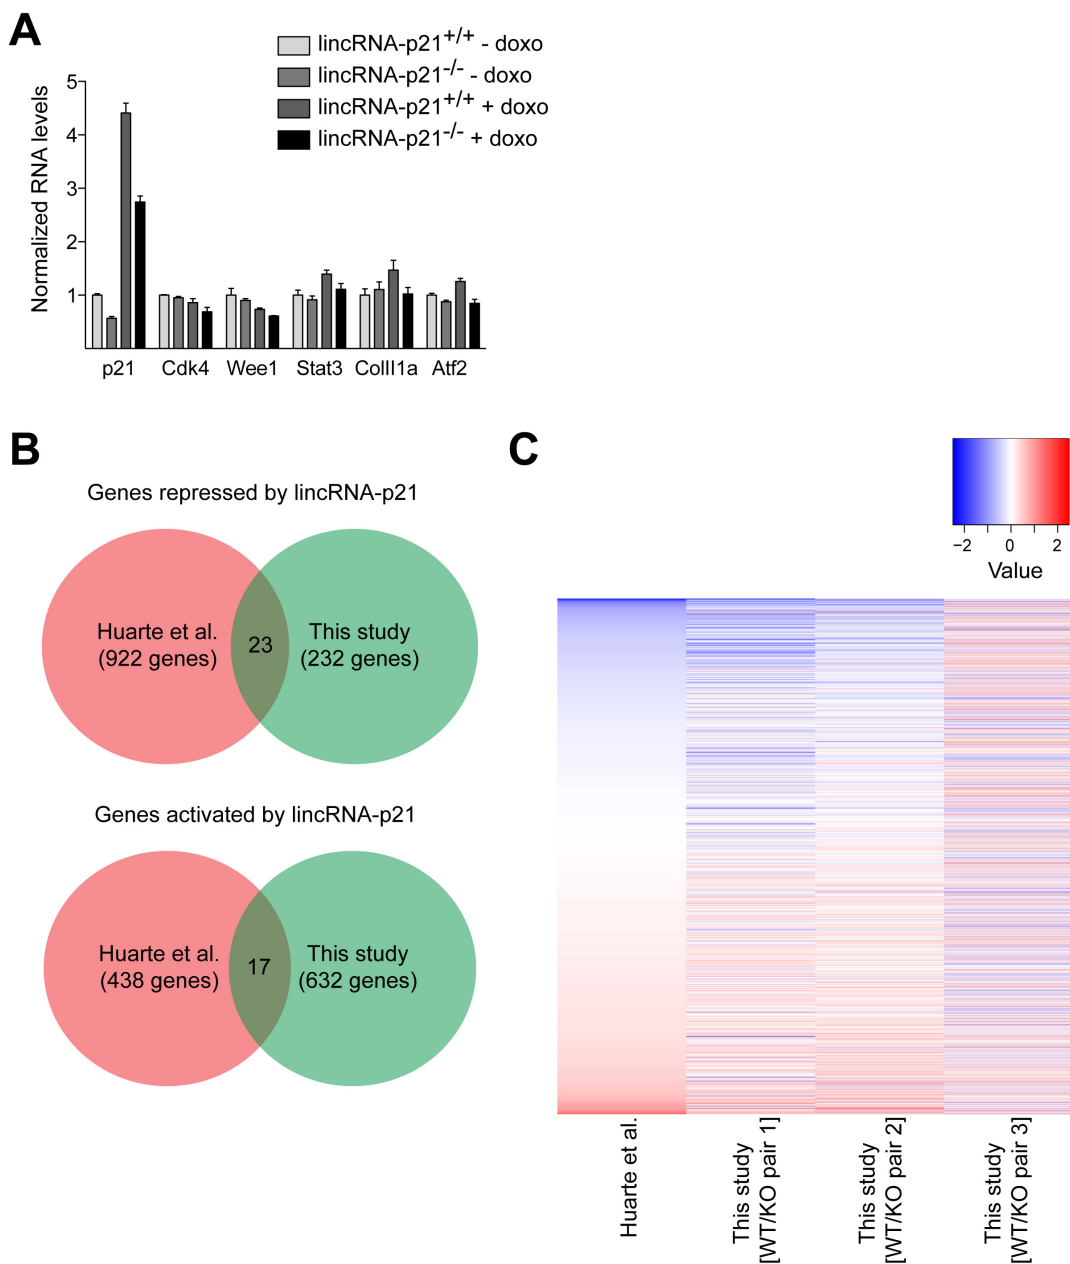 A
lincRNA-p21+/+ - doxo
lincRNA-p21-/- - doxo
lincRNA-p21+/+ + doxo
lincRNA-p21-/- + doxo
Normalized RNA levels
5
4
3
2
1
p21 Cdk4 Wee1 Stat3 ColII1a Atf2
B
Genes repressed by lincRNA-p21
Huarte et al.
(922 genes)
23
This study
(232 genes)
Genes activated by lincRNA-p21
Huarte et al.
(438 genes)
17
This study
(632 genes)
C
−2 0 2
Value
Huarte et al.
This study
[WT/KO pair 1]
This study
[WT/KO pair 2]
This study
[WT/KO pair 3]